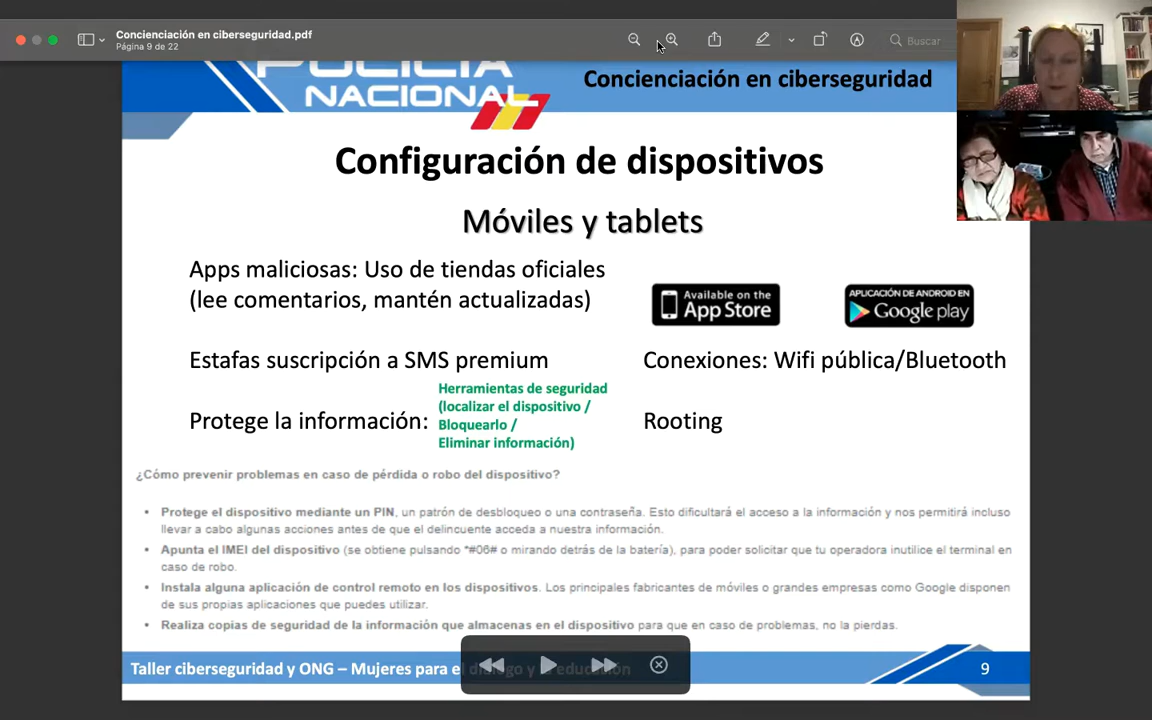 Concienciación en ciberseguridad.pdf
Página 9 de 22
Buscar
POLICIA
NACIONAL
Concienciación en ciberseguridad
Configuración de dispositivos
Móviles y tablets
Apps maliciosas: Uso de tiendas oficiales
(lee comentarios, mantén actualizadas)
Available on the
App Store
APLICACIÓN DE ANDROID EN
Google play
Estafas suscripción a SMS premium
Conexiones: Wifi pública/Bluetooth
Protege la información:
Herramientas de seguridad
(localizar el dispositivo /
Bloquearlo /
Eliminar información)
Rooting
¿Cómo prevenir problemas en caso de pérdida o robo del dispositivo?
• Protege el dispositivo mediante un PIN, un patrón de desbloqueo o una contraseña. Esto dificultará el acceso a la información y nos permitirá incluso
llevar a cabo algunas acciones antes de que el delincuente acceda a nuestra información.
• Apunta el IMEI del dispositivo (se obtiene pulsando *#06# o mirando detrás de la batería), para poder solicitar que tu operadora inutilice el terminal en
caso de robo.
• Instala alguna aplicación de control remoto en los dispositivos. Los principales fabricantes de móviles o grandes empresas como Google disponen
de sus propias aplicaciones que puedes utilizar.
• Realiza copias de seguridad de la información que almacenas en el dispositivo para que en caso de problemas, no la pierdas.
Taller ciberseguridad y ONG – Mujeres para el diálogo y la educación
9